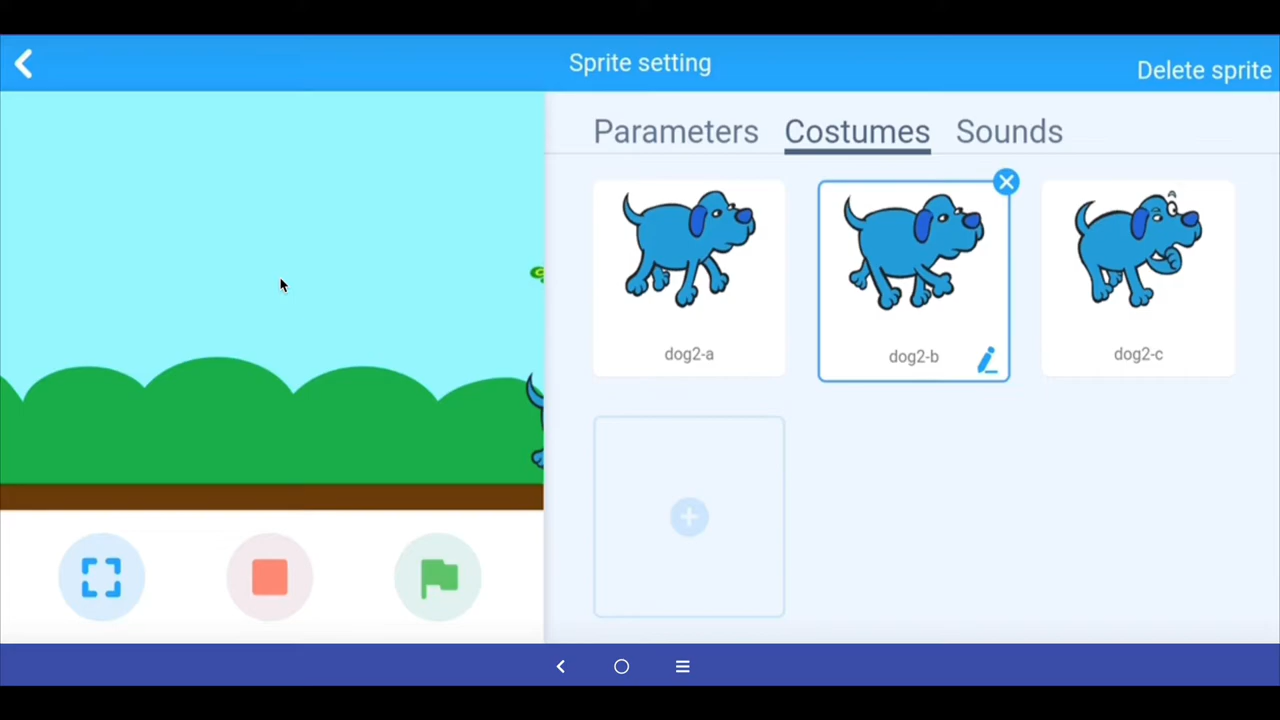 Sprite setting
Delete sprite
Parameters
Costumes
Sounds
dog2-a
dog2-b
dog2-c